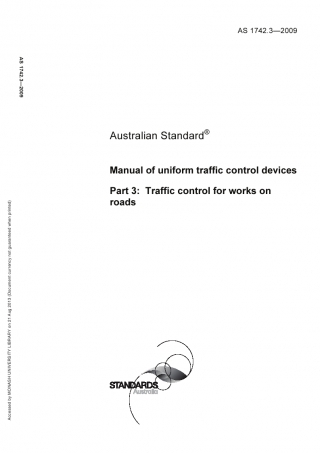 AS 1742.3—2009
AS 1742.3—2009
Australian Standard®
Manual of uniform traffic control devices
Part 3: Traffic control for works on
roads
Accessed by MONASH UNIVERSITY LIBRARY on 21 Aug 2010 (Document currency not guaranteed when printed)
STANDARDS
Australia